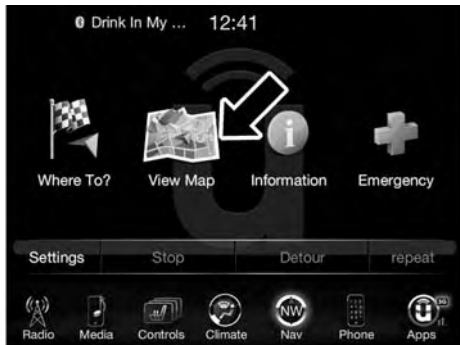 Drink In My ... 12:41
Where To? View Map Information Emergency
Settings Stop Detour repeat
NW
3G
Radio Media Controls Climate Nav Phone Apps